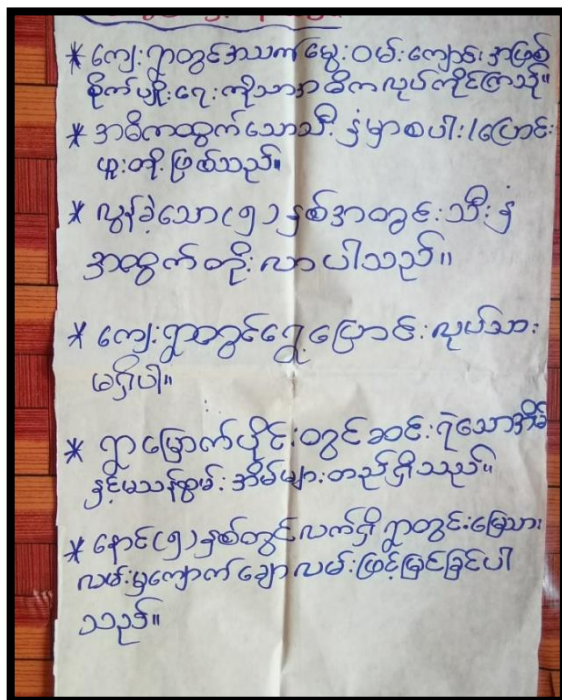 * ကျေးရွာတွင်အသက်မွေးဝမ်းကျောင်းအဖြစ်
စိုက်ပျိုးရေးကိုသာအဓိကလုပ်ကိုင်ကြသည်။
* အဓိကထွက်သောသီးနှံမှာစပါး/ပြောင်း
ဖူးတို့ဖြစ်သည်။
* လွန်ခဲ့သော(၅)နှစ်အတွင်းသီးနှံ
အထွက်တိုးလာပါသည်။
* ကျေးရွာတွင်ရွှေ့ပြောင်းလုပ်သား
မရှိပါ။
* ရွာမြောက်ပိုင်းတွင်ဆင်းရဲသောအိမ်
နှင့်မသန်စွမ်းအိမ်များတည်ရှိသည်။
* နောင်(၅)နှစ်တွင်လက်ရှိရွာတွင်းမြေသား
လမ်းမှကျောက်ချောလမ်းဖြင့်မြင်ခြင်ပါ
သည်။